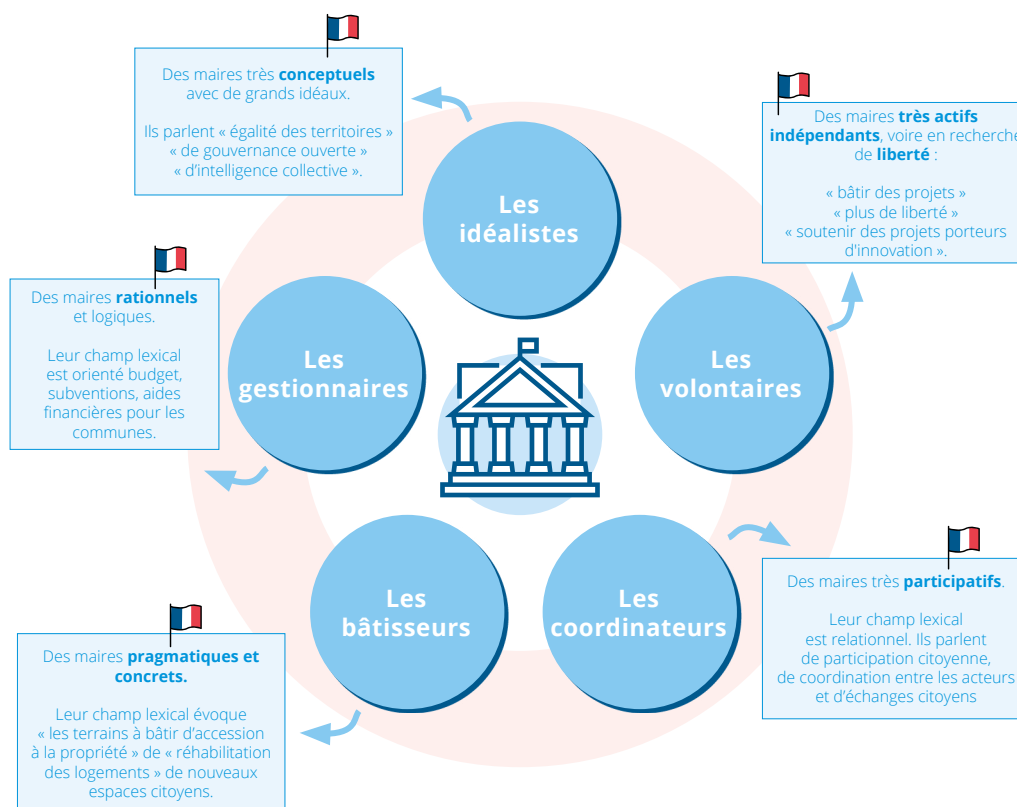 Des maires très conceptuels
avec de grands idéaux.
Ils parlent « égalité des territoires »
« de gouvernance ouverte »
« d'intelligence collective ».
Les
idéalistes
Des maires très actifs
indépendants, voire en recherche
de liberté :
« bâtir des projets »
« plus de liberté »
« soutenir des projets porteurs
d'innovation ».
Des maires rationnels
et logiques.
Leur champ lexical
est orienté budget,
subventions, aides
financières pour les
communes.
Les
gestionnaires
Les
volontaires
Les
bâtisseurs
Les
coordinateurs
Des maires très participatifs.
Leur champ lexical
est relationnel. Ils parlent
de participation citoyenne,
de coordination entre les acteurs
et d'échanges citoyens
Des maires pragmatiques et
concrets.
Leur champ lexical évoque
« les terrains à bâtir d'accession
à la propriété » de « réhabilitation
des logements » de nouveaux
espaces citoyens.